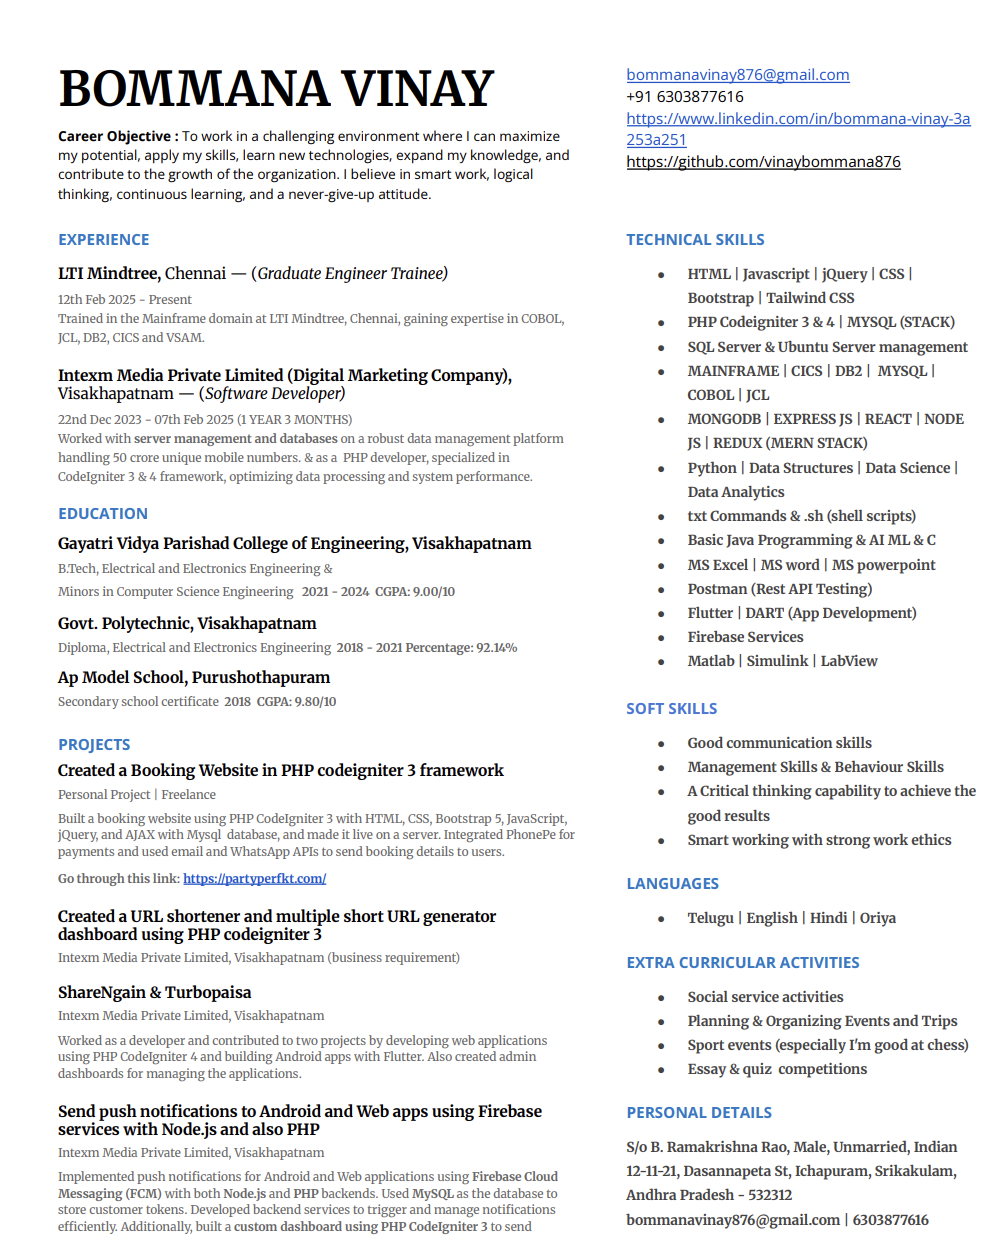 BOMMANA VINAY
Career Objective : To work in a challenging environment where I can maximize
my potential, apply my skills, learn new technologies, expand my knowledge, and
contribute to the growth of the organization. I believe in smart work, logical
thinking, continuous learning, and a never-give-up attitude.
bommanavinay876@gmail.com
+91 6303877616
https://www.linkedin.com/in/bommana-vinay-3a
253a251
https://github.com/vinaybommana876
EXPERIENCE
LTI Mindtree, Chennai — (Graduate Engineer Trainee)
12th Feb 2025 - Present
Trained in the Mainframe domain at LTI Mindtree, Chennai, gaining expertise in COBOL,
JCL, DB2, CICS and VSAM.
Intexm Media Private Limited (Digital Marketing Company),
Visakhapatnam — (Software Developer)
22nd Dec 2023 - 07th Feb 2025 (1 YEAR 3 MONTHS)
Worked with server management and databases on a robust data management platform
handling 50 crore unique mobile numbers. & as a PHP developer, specialized in
CodeIgniter 3 & 4 framework, optimizing data processing and system performance.
EDUCATION
Gayatri Vidya Parishad College of Engineering, Visakhapatnam
B.Tech, Electrical and Electronics Engineering &
Minors in Computer Science Engineering 2021 - 2024 CGPA: 9.00/10
Govt. Polytechnic, Visakhapatnam
Diploma, Electrical and Electronics Engineering 2018 - 2021 Percentage: 92.14%
Ap Model School, Purushothapuram
Secondary school certificate 2018 CGPA: 9.80/10
PROJECTS
Created a Booking Website in PHP codeigniter 3 framework
Personal Project | Freelance
Built a booking website using PHP CodeIgniter 3 with HTML, CSS, Bootstrap 5, JavaScript,
jQuery, and AJAX with Mysql database, and made it live on a server. Integrated PhonePe for
payments and used email and WhatsApp APIs to send booking details to users.
Go through this link: https://partyperfkt.com/
Created a URL shortener and multiple short URL generator
dashboard using PHP codeigniter 3
Intexm Media Private Limited, Visakhapatnam (business requirement)
ShareNgain & Turbopaisa
Intexm Media Private Limited, Visakhapatnam
Worked as a developer and contributed to two projects by developing web applications
using PHP CodeIgniter 4 and building Android apps with Flutter. Also created admin
dashboards for managing the applications.
Send push notifications to Android and Web apps using Firebase
services with Node.js and also PHP
Intexm Media Private Limited, Visakhapatnam
Implemented push notifications for Android and Web applications using Firebase Cloud
Messaging (FCM) with both Node.js and PHP backends. Used MySQL as the database to
store customer tokens. Developed backend services to trigger and manage notifications
efficiently. Additionally, built a custom dashboard using PHP CodeIgniter 3 to send
TECHNICAL SKILLS
● HTML | Javascript | jQuery | CSS |
Bootstrap | Tailwind CSS
● PHP Codeigniter 3 & 4 | MYSQL (STACK)
● SQL Server & Ubuntu Server management
● MAINFRAME | CICS | DB2 | MYSQL |
COBOL | JCL
● MONGODB | EXPRESS JS | REACT | NODE
JS | REDUX (MERN STACK)
● Python | Data Structures | Data Science |
Data Analytics
● txt Commands & .sh (shell scripts)
● Basic Java Programming & AI ML & C
● MS Excel | MS word | MS powerpoint
● Postman (Rest API Testing)
● Flutter | DART (App Development)
● Firebase Services
● Matlab | Simulink | LabView
SOFT SKILLS
● Good communication skills
● Management Skills & Behaviour Skills
● A Critical thinking capability to achieve the
good results
● Smart working with strong work ethics
LANGUAGES
● Telugu | English | Hindi | Oriya
EXTRA CURRICULAR ACTIVITIES
● Social service activities
● Planning & Organizing Events and Trips
● Sport events (especially I'm good at chess)
● Essay & quiz competitions
PERSONAL DETAILS
S/o B. Ramakrishna Rao, Male, Unmarried, Indian
12-11-21, Dasannapeta St, Ichapuram, Srikakulam,
Andhra Pradesh - 532312
bommanavinay876@gmail.com | 6303877616